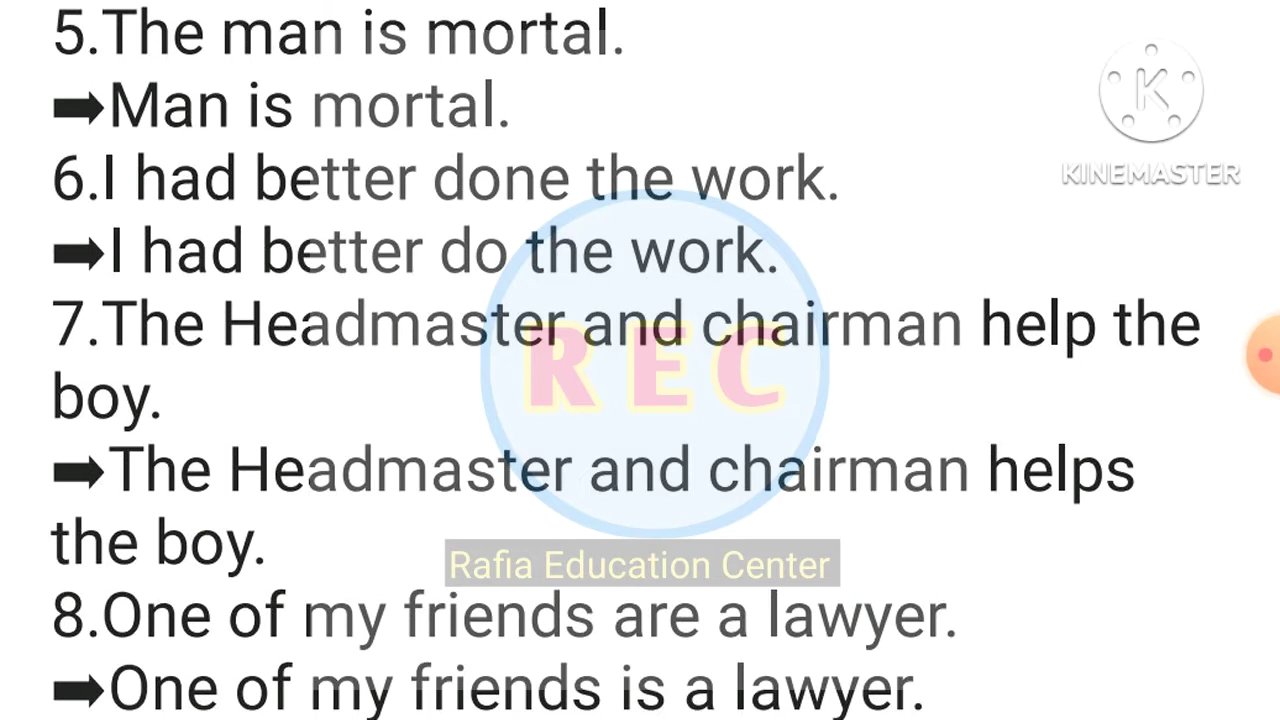 5.The man is mortal.
➡Man is mortal.
K
KINEMASTER
6.I had better done the work.
➡I had better do the work.
7.The Headmaster and chairman help the
boy.
REC
➡The Headmaster and chairman helps
the boy.
Rafia Education Center
8.One of my friends are a lawyer.
➡One of my friends is a lawyer.